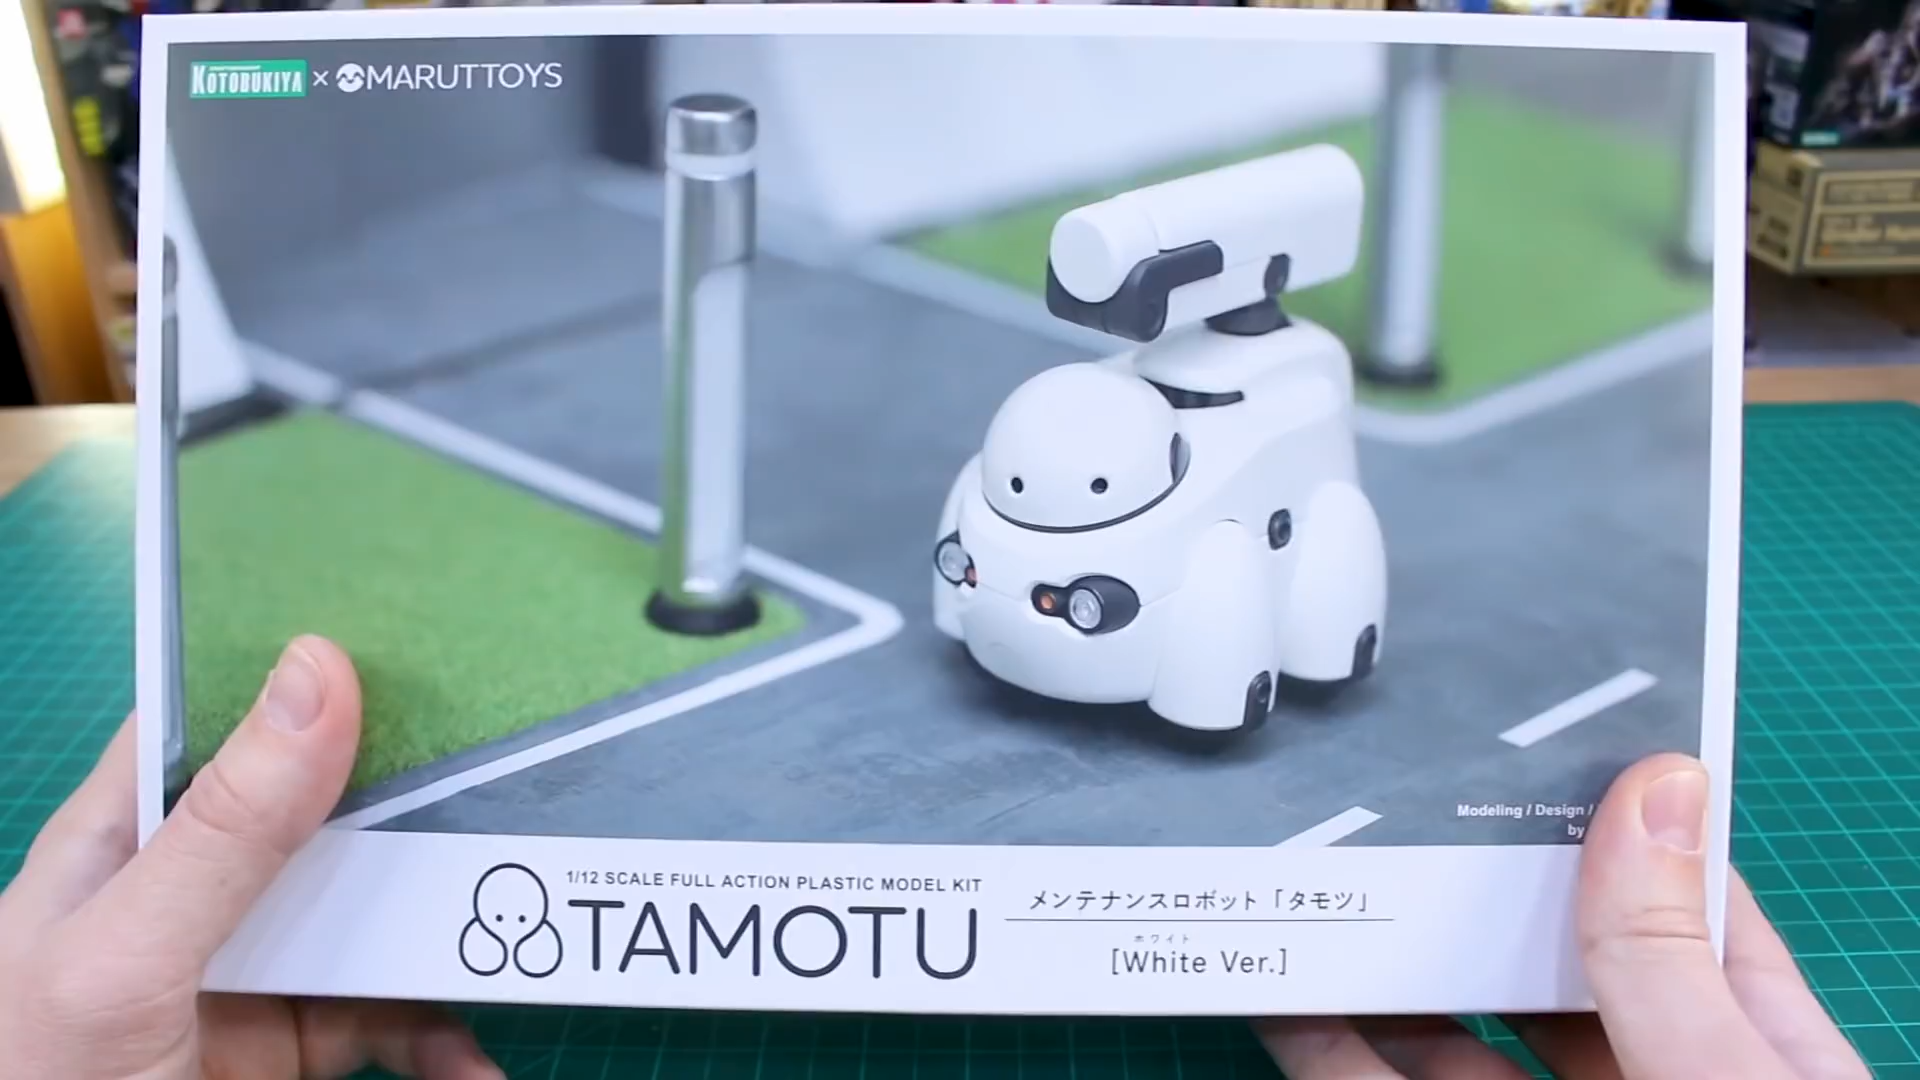 KOTOBUKIYA × MARUTTOYS
Modeling / Design /
by
1/12 SCALE FULL ACTION PLASTIC MODEL KIT
TAMOTU
メンテナンスロボット「タモツ」
ホワイト
[White Ver.]